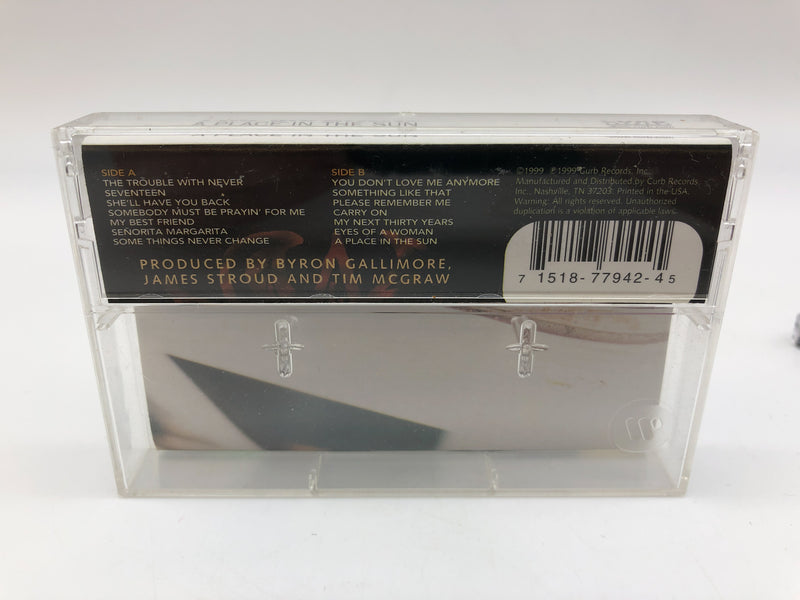 A PLACE IN THE SUN
SIDE A
THE TROUBLE WITH NEVER
SEVENTEEN
SHE'LL HAVE YOU BACK
SOMEBODY MUST BE PRAYIN' FOR ME
MY BEST FRIEND
SEÑORITA MARGARITA
SOME THINGS NEVER CHANGE
SIDE B
YOU DON'T LOVE ME ANYMORE
SOMETHING LIKE THAT
PLEASE REMEMBER ME
CARRY ON
MY NEXT THIRTY YEARS
EYES OF A WOMAN
A PLACE IN THE SUN
©1999 ℗1999 Curb Records, Inc.
Manufactured and Distributed by Curb Records,
Inc., Nashville, TN 37203. Printed in the USA.
Warning: All rights reserved. Unauthorized
duplication is a violation of applicable laws.
PRODUCED BY BYRON GALLIMORE,
JAMES STROUD AND TIM MCGRAW
7 1518-77942-4 5